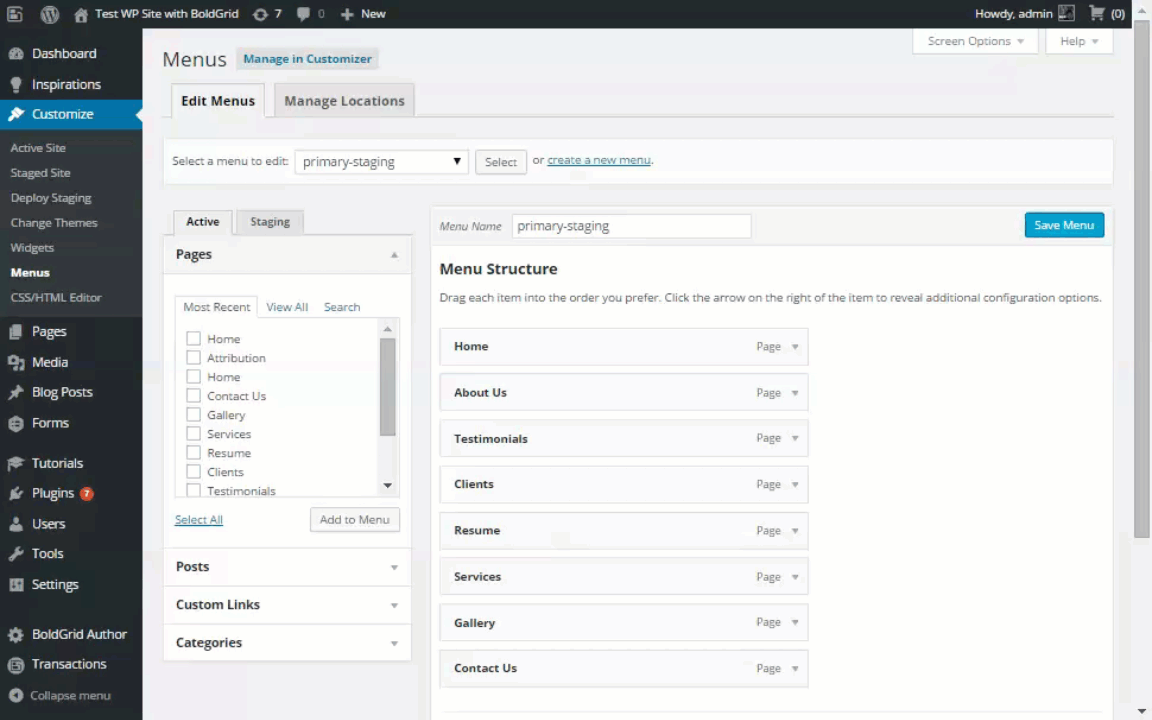 Test WP Site with BoldGrid 7 0 New Howdy, admin (0)
Dashboard
Inspirations
Customize
Active Site
Staged Site
Deploy Staging
Change Themes
Widgets
Menus
CSS/HTML Editor
Pages
Media
Blog Posts
Forms
Tutorials
Plugins 7
Users
Tools
Settings
BoldGrid Author
Transactions
Collapse menu
Screen Options Help
Menus Manage in Customizer
Edit Menus Manage Locations
Select a menu to edit: primary-staging Select or create a new menu.
Active Staging
Pages
Most Recent View All Search
Home
Attribution
Home
Contact Us
Gallery
Services
Resume
Clients
Testimonials
Select All Add to Menu
Posts
Custom Links
Categories
Menu Name primary-staging Save Menu
Menu Structure
Drag each item into the order you prefer. Click the arrow on the right of the item to reveal additional configuration options.
Home Page
About Us Page
Testimonials Page
Clients Page
Resume Page
Services Page
Gallery Page
Contact Us Page